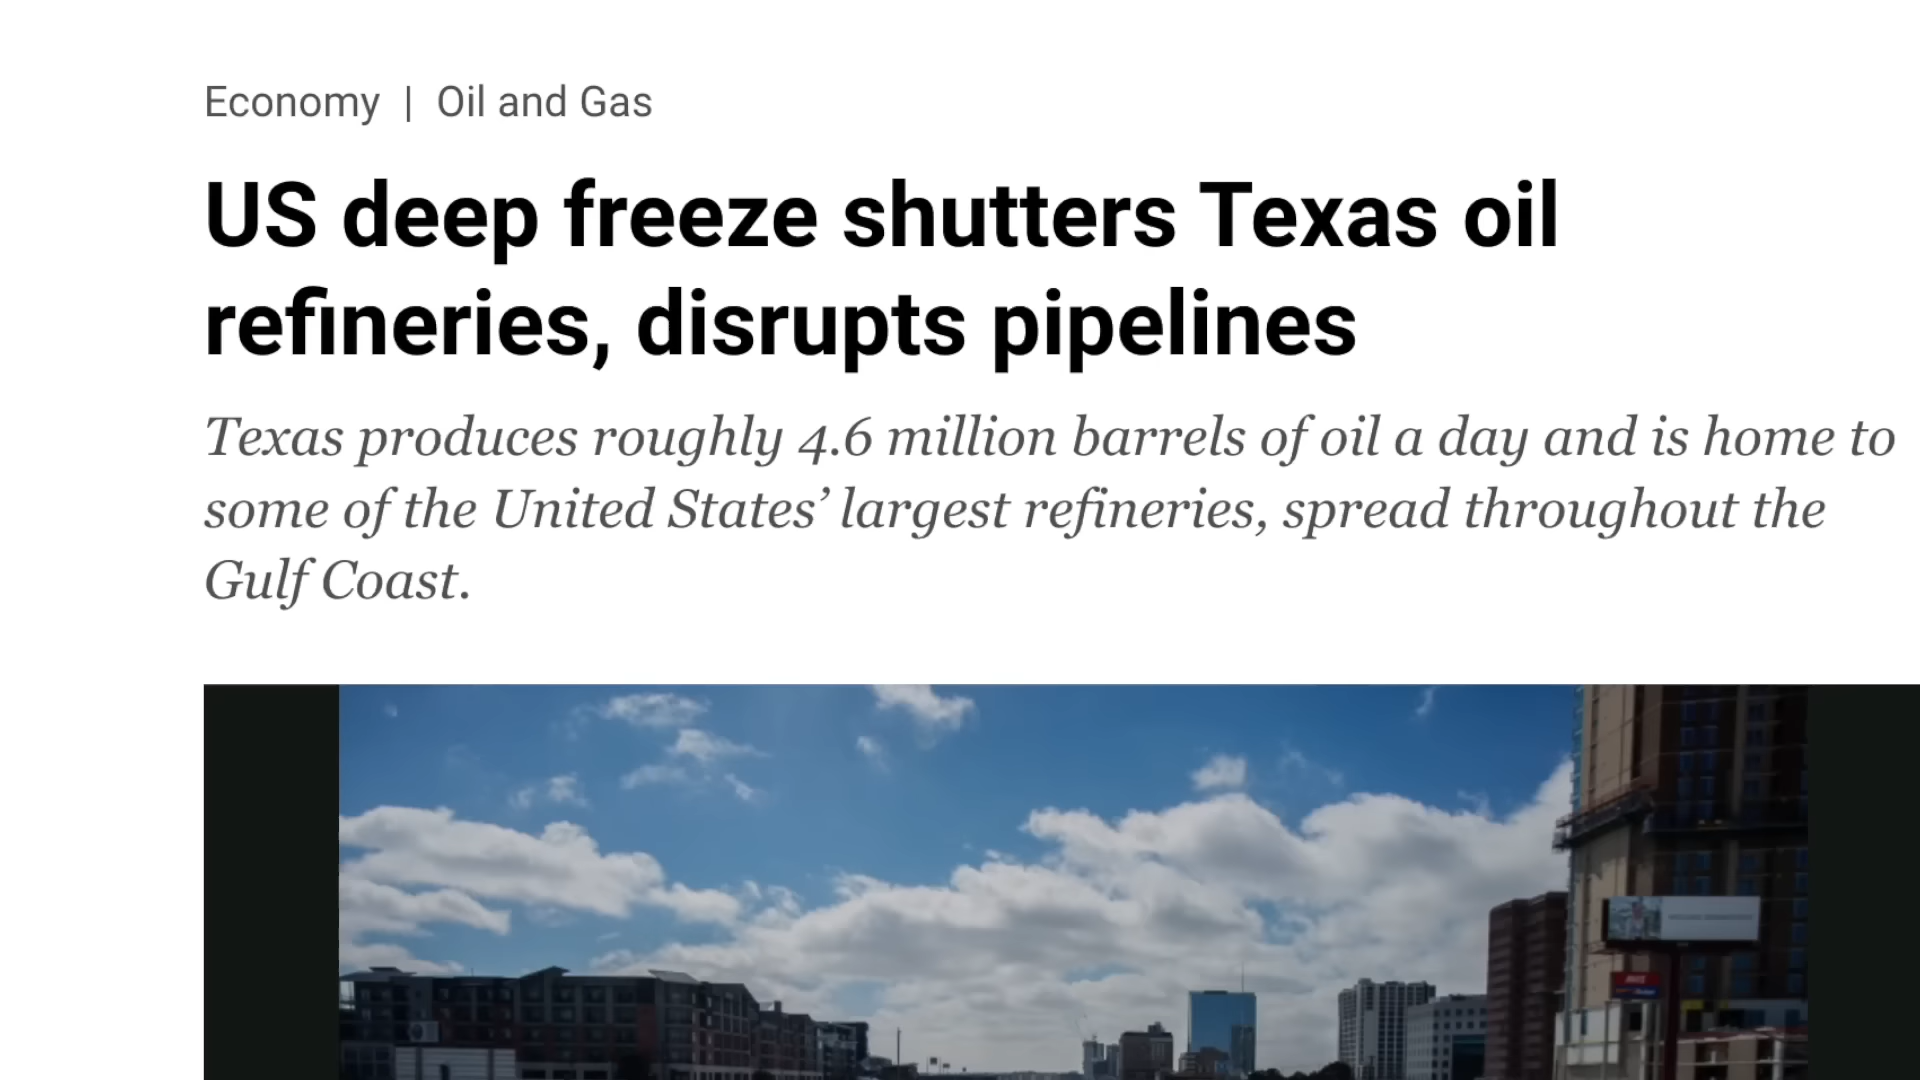 Economy | Oil and Gas
US deep freeze shutters Texas oil
refineries, disrupts pipelines
Texas produces roughly 4.6 million barrels of oil a day and is home to
some of the United States’ largest refineries, spread throughout the
Gulf Coast.